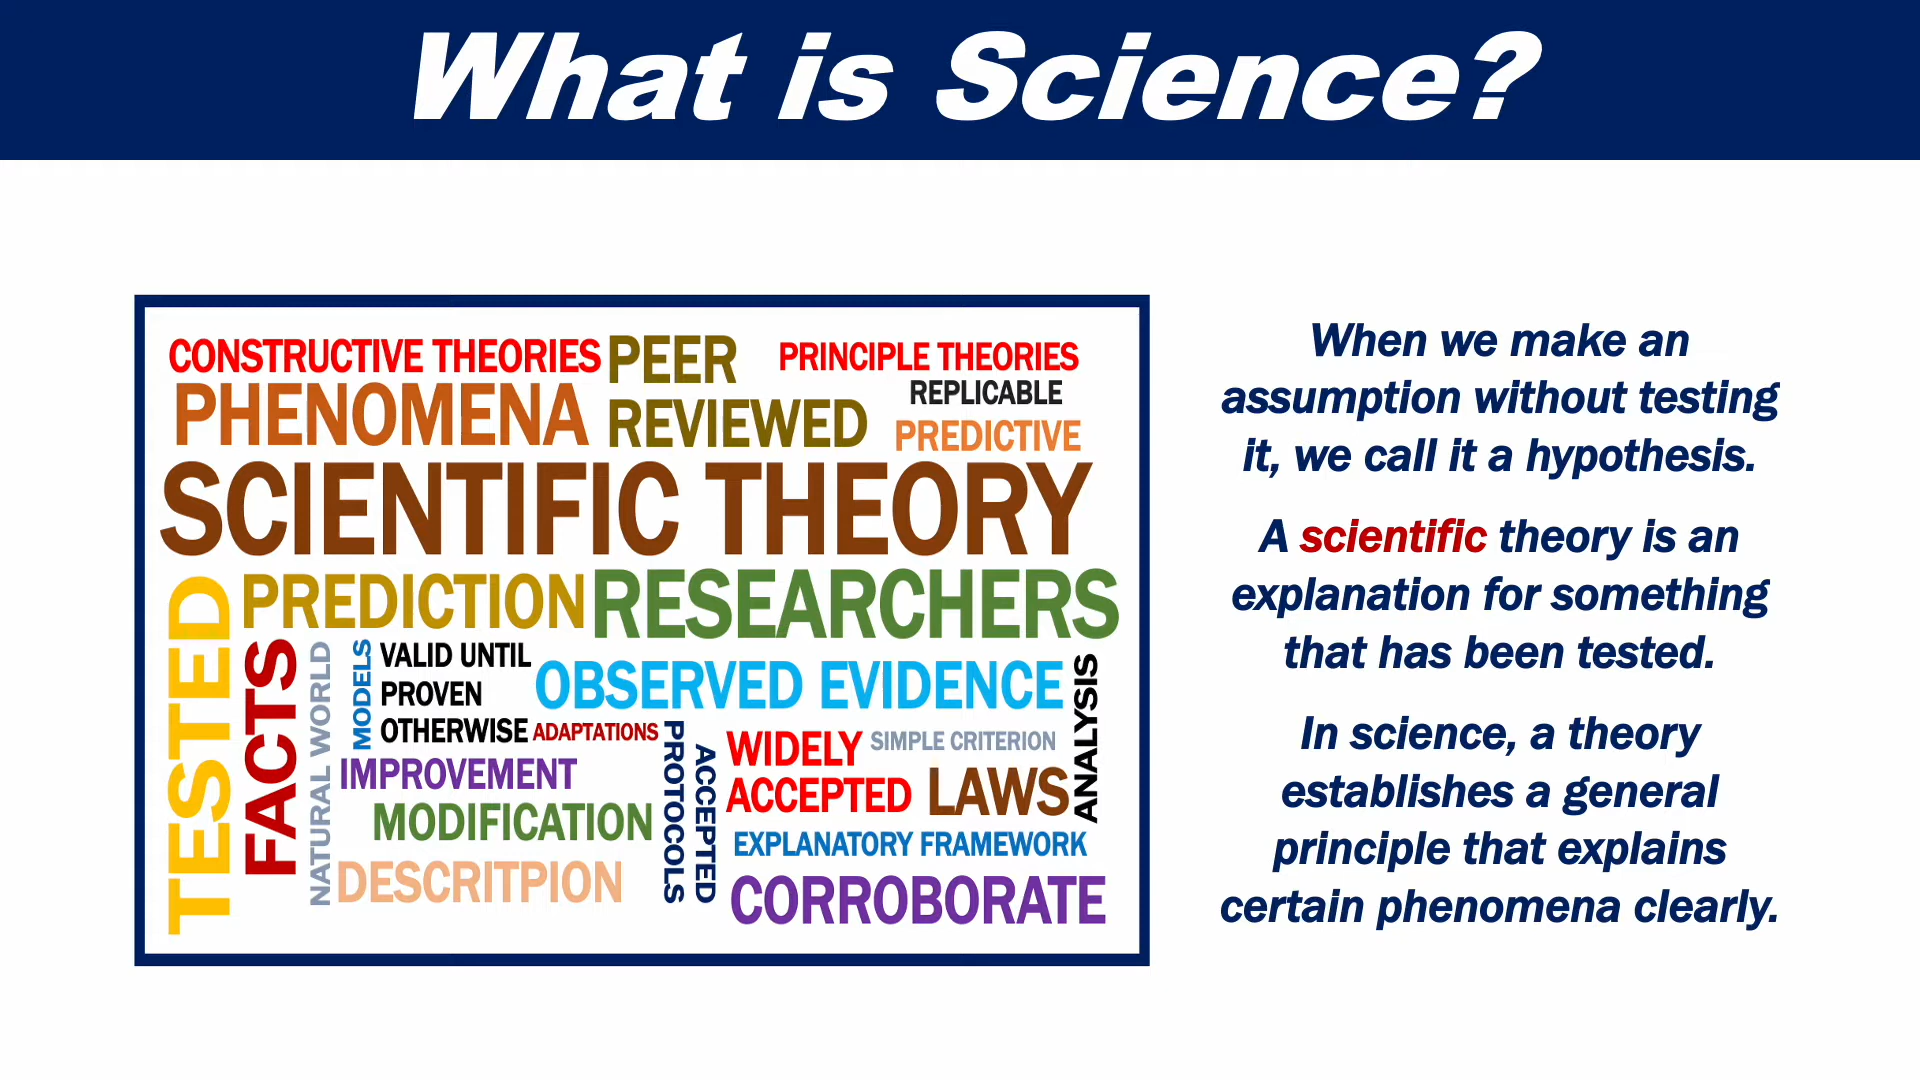 What is Science?
CONSTRUCTIVE THEORIES
PEER
REVIEWED
PRINCIPLE THEORIES
REPLICABLE
PHENOMENA
PREDICTIVE
SCIENTIFIC THEORY
TESTED
PREDICTION
RESEARCHERS
FACTS
NATURAL WORLD
MODELS
VALID UNTIL
PROVEN
OTHERWISE
OBSERVED EVIDENCE
ANALYSIS
ADAPTATIONS
PROTOCOLS
ACCEPTED
WIDELY
ACCEPTED
SIMPLE CRITERION
LAWS
IMPROVEMENT
MODIFICATION
EXPLANATORY FRAMEWORK
DESCRITPION
CORROBORATE
When we make an
assumption without testing
it, we call it a hypothesis.
A scientific theory is an
explanation for something
that has been tested.
In science, a theory
establishes a general
principle that explains
certain phenomena clearly.